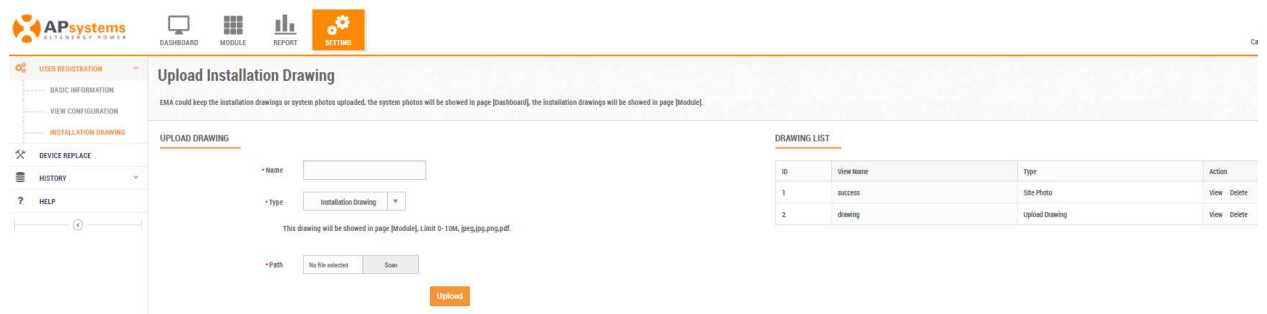 APsystems
ALTENERGY POWER
DASHBOARD
MODULE
REPORT
SETTING
Ca
USER REGISTRATION
BASIC INFORMATION
VIEW CONFIGURATION
INSTALLATION DRAWING
DEVICE REPLACE
HISTORY
? HELP
Upload Installation Drawing
EMA could keep the installation drawings or system photos uploaded, the system photos will be showed in page [Dashboard], the installation drawings will be showed in page [Module].
UPLOAD DRAWING
•Name
•Type Installation Drawing
This drawing will be showed in page [Module], Limit 0-10M, jpeg,jpg,png,pdf.
•Path No file selected Scan
Upload
DRAWING LIST
ID View Name Type Action
1 success Site Photo View Delete
2 drawing Upload Drawing View Delete